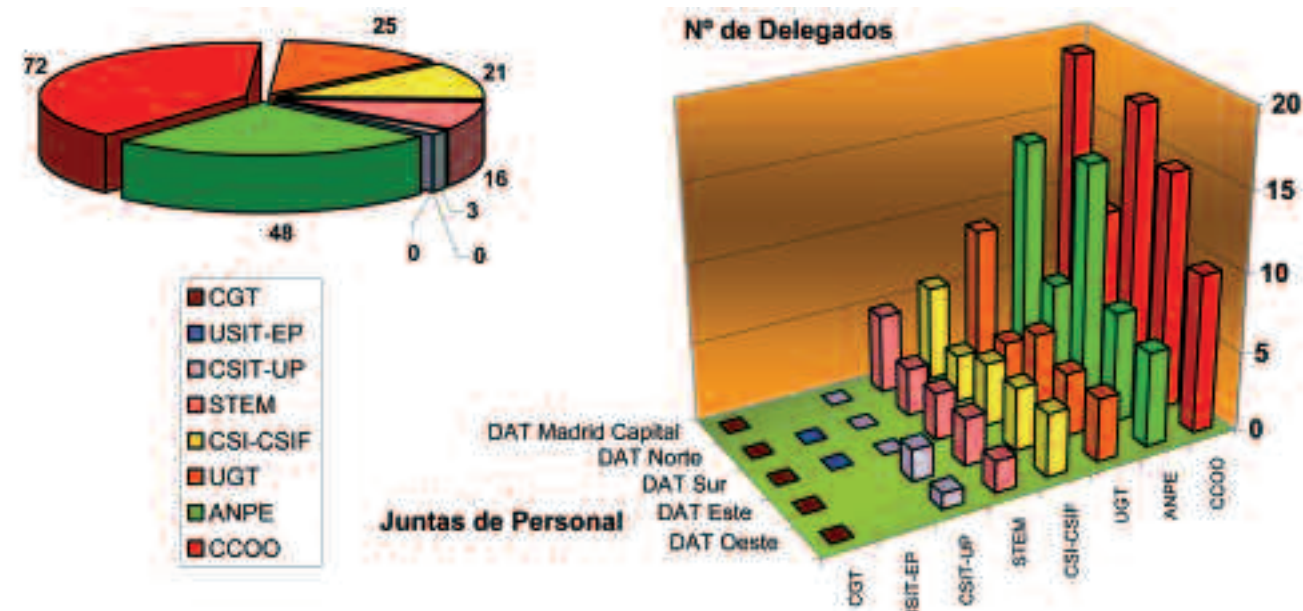 25
72
21
16
3
48
0
0
CGT
USIT-EP
CSIT-UP
STEM
CSI-CSIF
UGT
ANPE
CCOO
Nº de Delegados
20
15
10
5
0
DAT Madrid Capital
DAT Norte
DAT Sur
DAT Este
DAT Oeste
Juntas de Personal
CGT
SIT-EP
CSIT-UP
STEM
CSI-CSIF
UGT
ANPE
CCOO